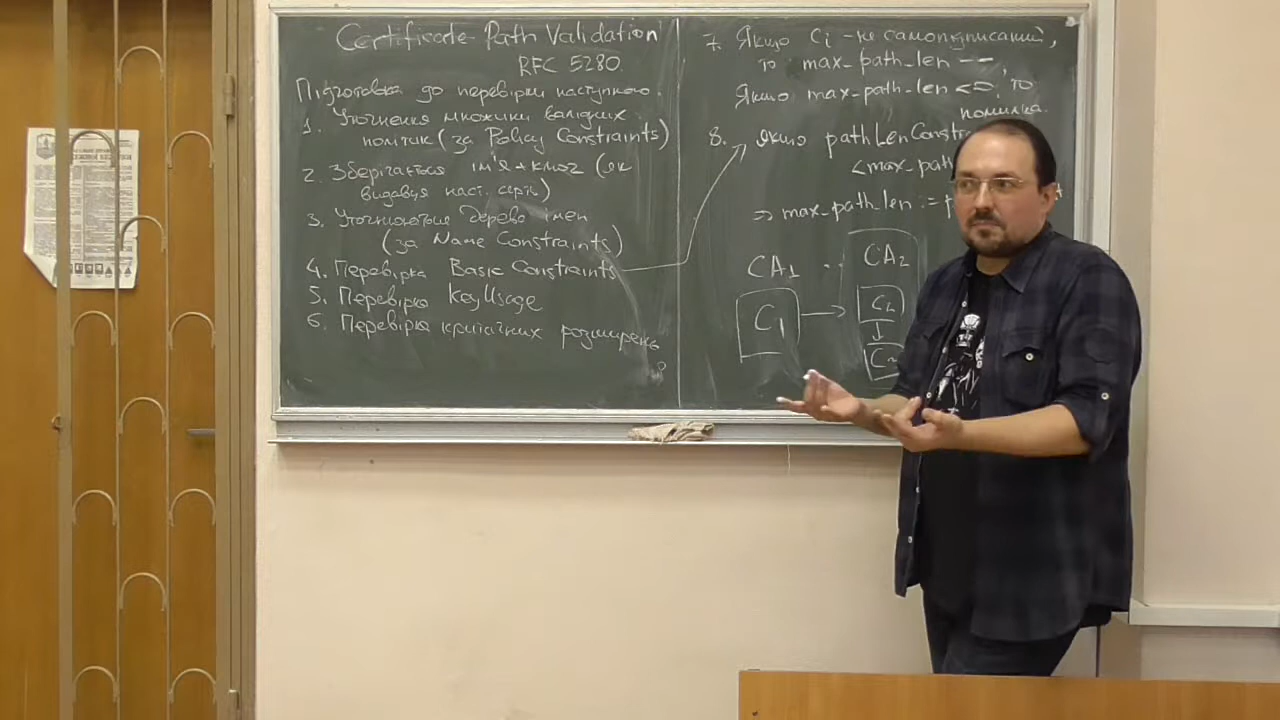 Certificate Path Validation
RFC 5280.
Підготовка до перевірки наступного:
1. Уточнення множини валідних
політик (за Policy Constraints)
2. Зберігається ім'я + ключ (як
видавця наст. серт)
3. Уточнюється дерево імен
(за Name Constraints)
4. Перевірка Basic Constraints
5. Перевірка KeyUsage
6. Перевірка критичних розширень
7. Якщо Ci - не самопідписаний,
то max_path_len --
Якщо max_path_len <0, то
помилка.
8. якщо pathLenConstr
< max_path
⇒ max_path_len := p
CA1 .. CA2
C1 → C2
↓